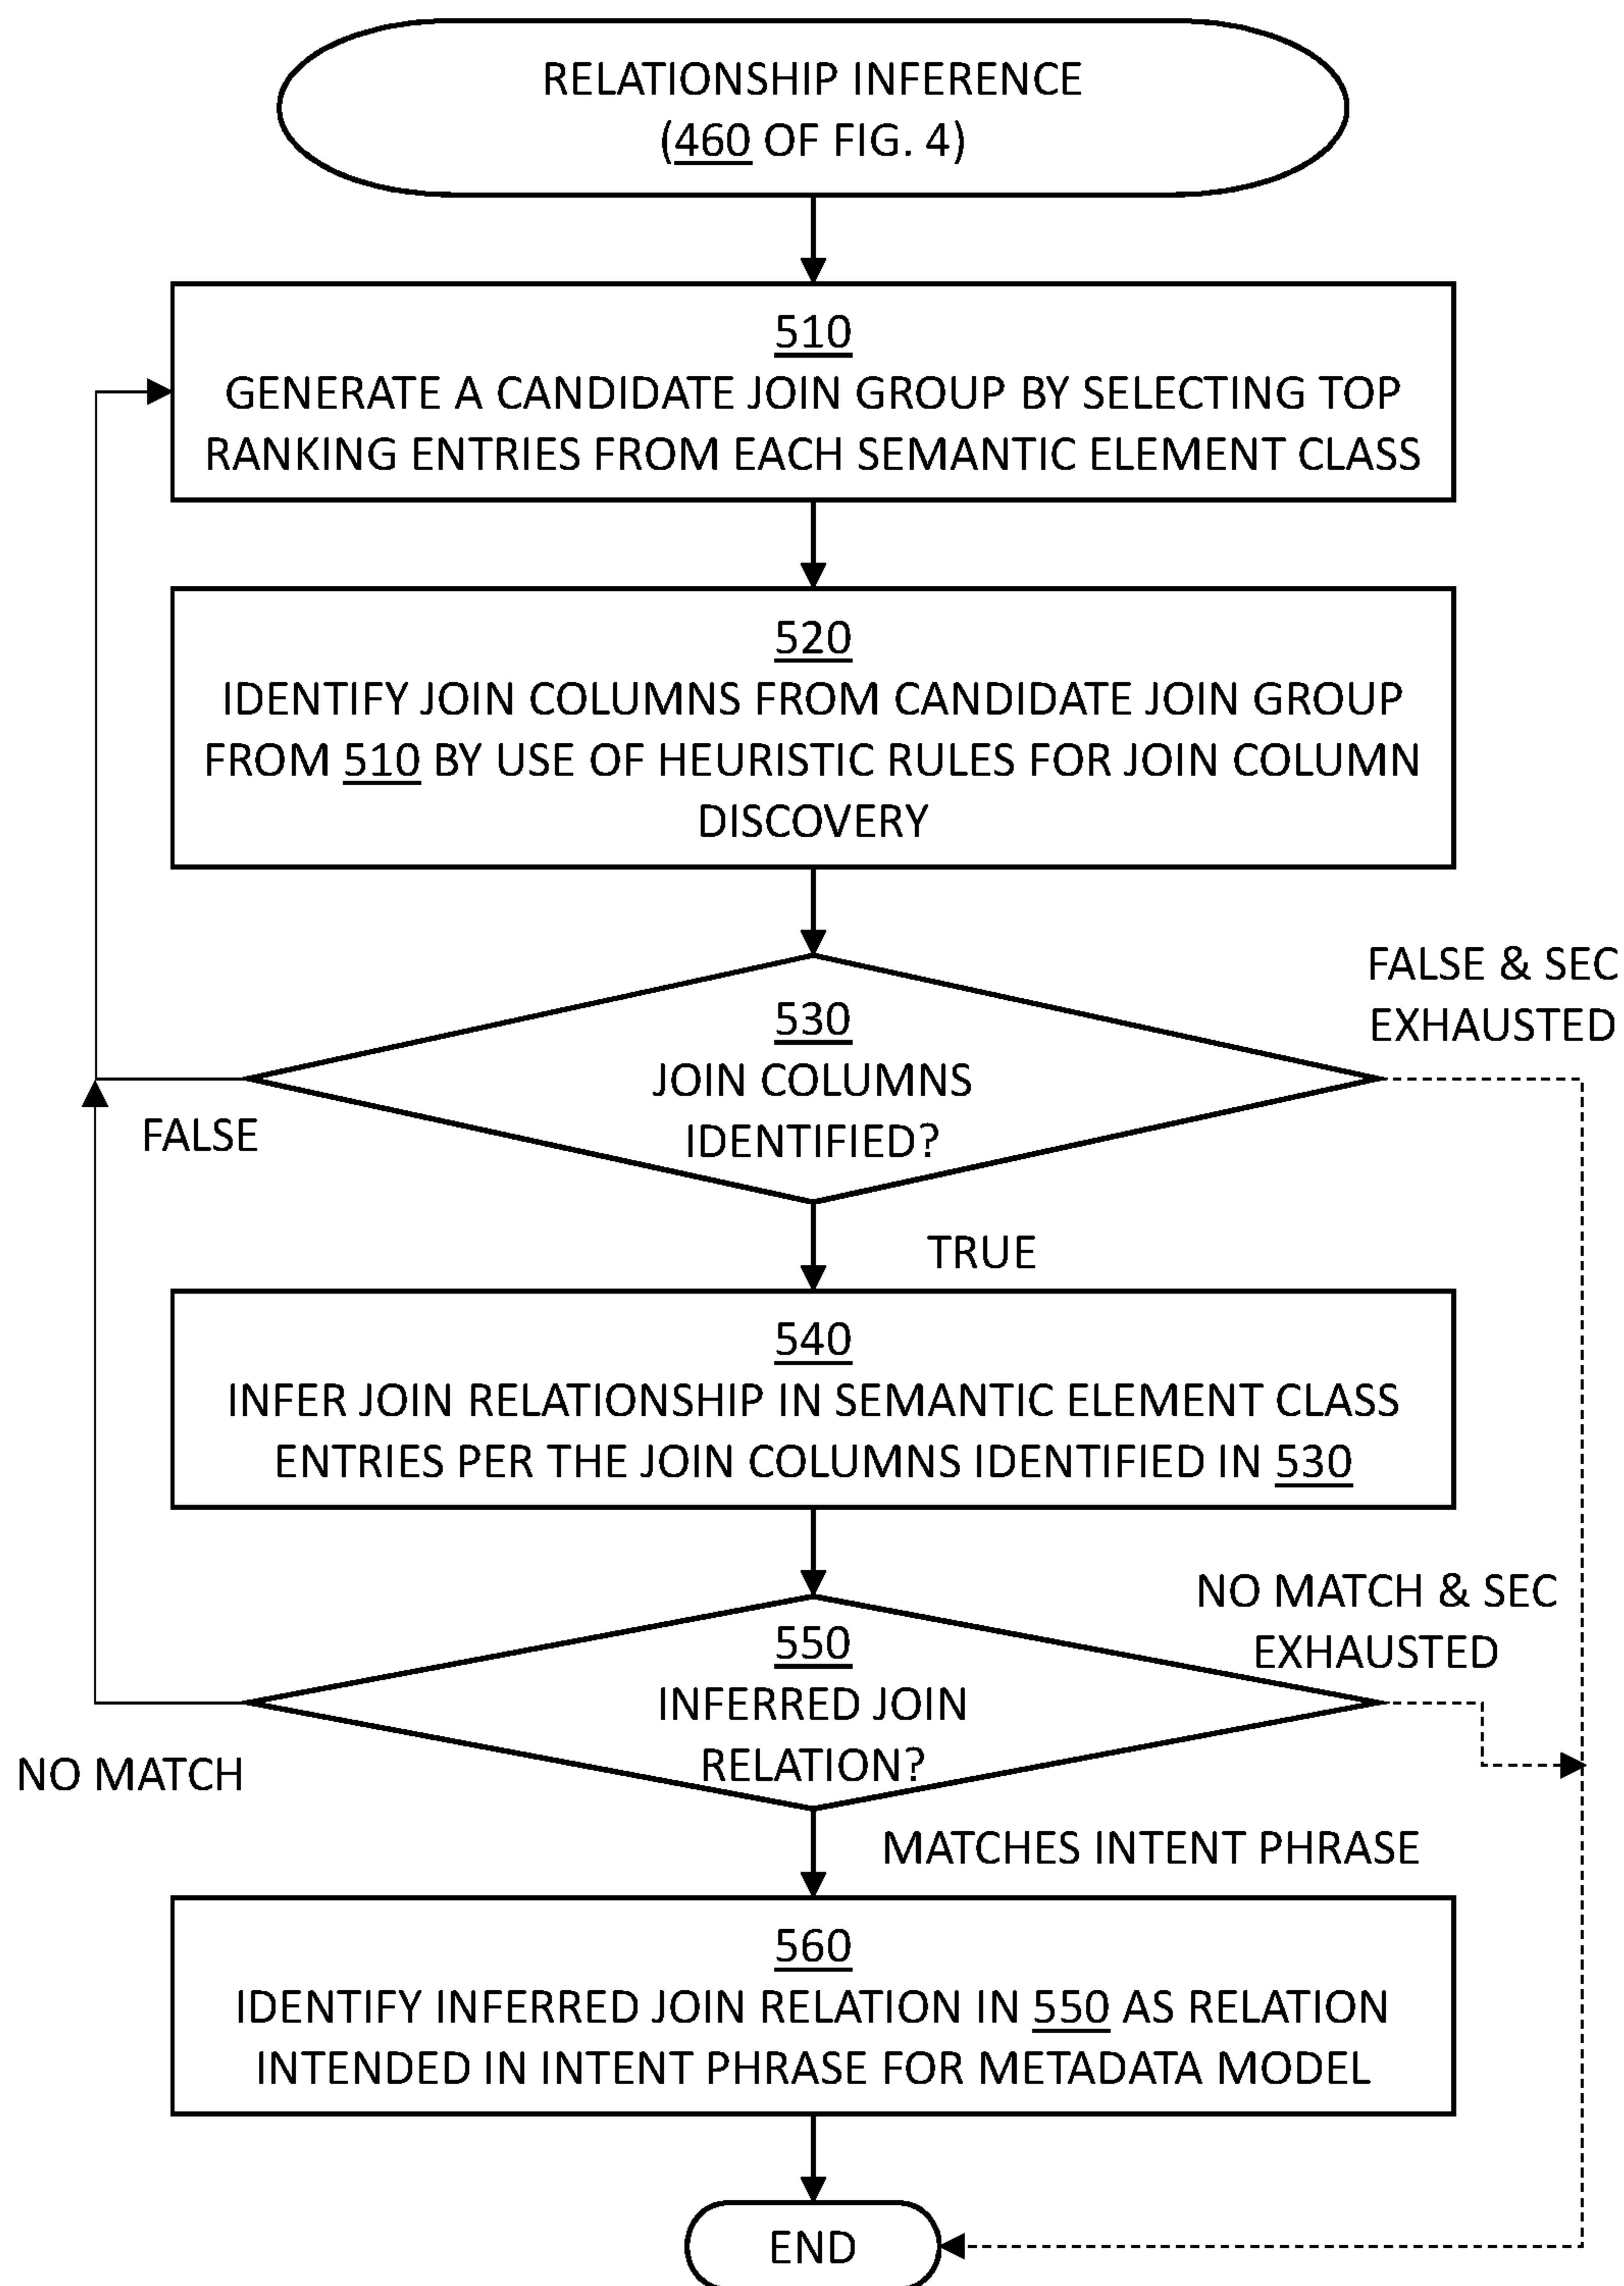 RELATIONSHIP INFERENCE
(460 OF FIG. 4)
510
GENERATE A CANDIDATE JOIN GROUP BY SELECTING TOP
RANKING ENTRIES FROM EACH SEMANTIC ELEMENT CLASS
520
IDENTIFY JOIN COLUMNS FROM CANDIDATE JOIN GROUP
FROM 510 BY USE OF HEURISTIC RULES FOR JOIN COLUMN
DISCOVERY
FALSE & SEC
EXHAUSTED
530
JOIN COLUMNS
IDENTIFIED?
FALSE
TRUE
540
INFER JOIN RELATIONSHIP IN SEMANTIC ELEMENT CLASS
ENTRIES PER THE JOIN COLUMNS IDENTIFIED IN 530
NO MATCH & SEC
EXHAUSTED
550
INFERRED JOIN
RELATION?
NO MATCH
MATCHES INTENT PHRASE
560
IDENTIFY INFERRED JOIN RELATION IN 550 AS RELATION
INTENDED IN INTENT PHRASE FOR METADATA MODEL
END